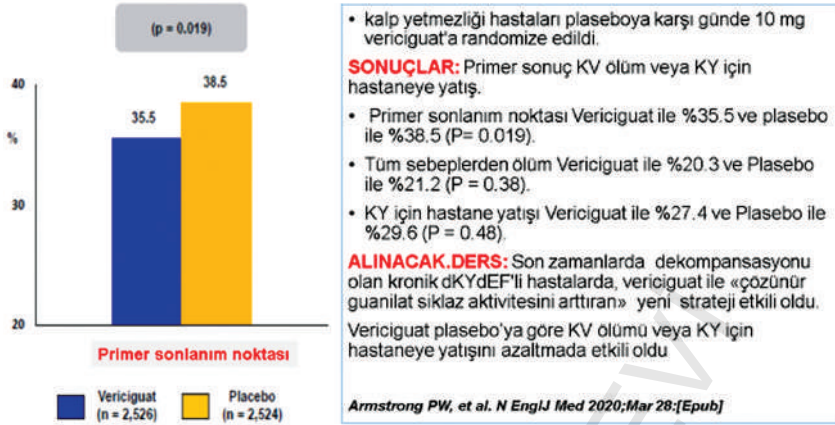 (p = 0.019)
40
38.5
35.5
%
30
20
Primer sonlanım noktası
Vericiguat
(n = 2,526)
Placebo
(n = 2,524)
• kalp yetmezliği hastaları plaseboya karşı günde 10 mg
vericiguat'a randomize edildi.
SONUÇLAR: Primer sonuç KV ölüm veya KY için
hastaneye yatış.
• Primer sonlanım noktası Vericiguat ile %35.5 ve plasebo
ile %38.5 (P= 0.019).
• Tüm sebeplerden ölüm Vericiguat ile %20.3 ve Plasebo
ile %21.2 (P = 0.38).
• KY için hastane yatışı Vericiguat ile %27.4 ve Plasebo ile
%29.6 (P = 0.48).
ALINACAK.DERS: Son zamanlarda dekompansasyonu
olan kronik dKYdEF'li hastalarda, vericiguat ile «çözünür
guanilat siklaz aktivitesini arttıran» yeni strateji etkili oldu.
Vericiguat plasebo'ya göre KV ölümü veya KY için
hastaneye yatışını azaltmada etkili oldu
Armstrong PW, et al. N EnglJ Med 2020;Mar 28:[Epub]